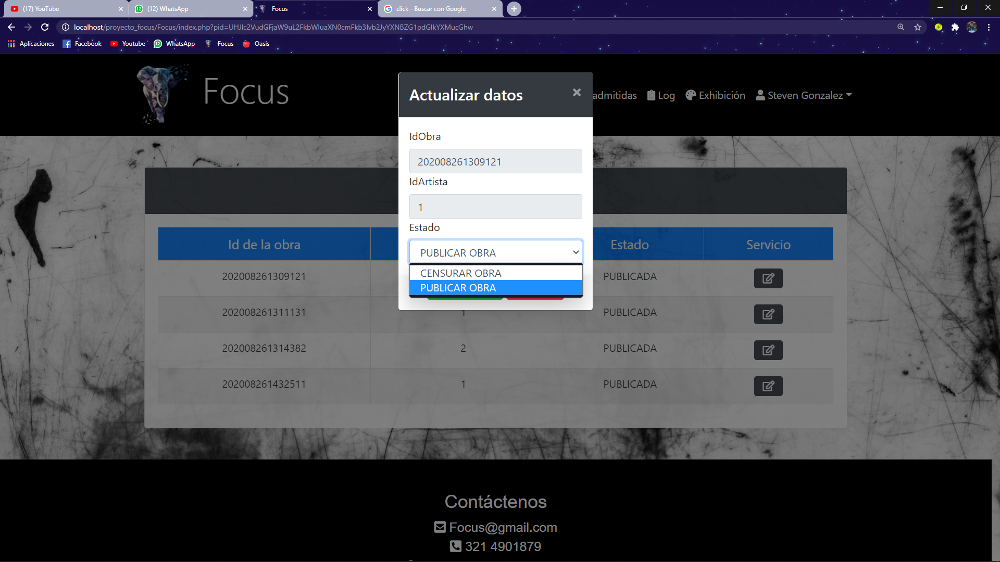 (17) YouTube
(12) WhatsApp
Focus
click - Buscar con Google
localhost/proyecto_focus/Focus/index.php?pid=
Aplicaciones
Facebook
Youtube
WhatsApp
Focus
Oasis
Focus
admitidas
Log
Exhibición
Steven Gonzalez
Actualizar datos
IdObra
202008261309121
IdArtista
1
Estado
PUBLICAR OBRA
CENSURAR OBRA
PUBLICAR OBRA
Id de la obra
Estado
Servicio
202008261309121
PUBLICADA
202008261311131
1
PUBLICADA
202008261314382
2
PUBLICADA
202008261432511
1
PUBLICADA
Contáctenos
Focus@gmail.com
321 4901879